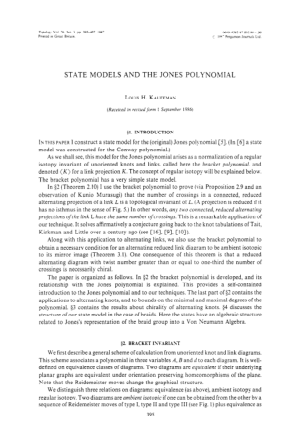 STATE MODELS AND THE JONES POLYNOMIAL
LOUIS H. KAUFFMAN
(Received in revised form 1 September 1986)
§1. INTRODUCTION
IN THIS PAPER I construct a state model for the (original) Jones polynomial [5]. (In [6] a state
model was constructed for the Conway polynomial.)
As we shall see, this model for the Jones polynomial arises as a normalization of a regular
isotopy invariant of unoriented knots and links, called here the bracket polynomial, and
denoted ⟨K⟩ for a link projection K. The concept of regular isotopy will be explained below.
The bracket polynomial has a very simple state model.
In §2 (Theorem 2.10) I use the bracket polynomial to prove (via Proposition 2.9 and an
observation of Kunio Murasugi) that the number of crossings in a connected, reduced
alternating projection of a link L is a topological invariant of L. (A projection is reduced if it
has no isthmus in the sense of Fig. 5.) In other words, any two connected, reduced alternating
projections of the link L have the same number of crossings. This is a remarkable application of
our technique. It solves affirmatively a conjecture going back to the knot tabulations of Tait,
Kirkman and Little over a century ago (see [16], [9], [10]).
Along with this application to alternating links, we also use the bracket polynomial to
obtain a necessary condition for an alternating reduced link diagram to be ambient isotopic
to its mirror image (Theorem 3.1). One consequence of this theorem is that a reduced
alternating diagram with twist number greater than or equal to one-third the number of
crossings is necessarily chiral.
The paper is organized as follows. In §2 the bracket polynomial is developed, and its
relationship with the Jones polynomial is explained. This provides a self-contained
introduction to the Jones polynomial and to our techniques. The last part of §2 contains the
applications to alternating knots, and to bounds on the minimal and maximal degrees of the
polynomial. §3 contains the results about chirality of alternating knots. §4 discusses the
structure of our state model in the case of braids. Here the states have an algebraic structure
related to Jones's representation of the braid group into a Von Neumann Algebra.
§2. BRACKET INVARIANT
We first describe a general scheme of calculation from unoriented knot and link diagrams.
This scheme associates a polynomial in three variables A, B and d to each diagram. It is well-
defined on equivalence classes of diagrams. Two diagrams are equivalent if their underlying
planar graphs are equivalent under orientation preserving homeomorphisms of the plane.
Note that the Reidemeister moves change the graphical structure.
We distinguish three relations on diagrams: equivalence (as above), ambient isotopy and
regular isotopy. Two diagrams are ambient isotopic if one can be obtained from the other by a
sequence of Reidemeister moves of type I, type II and type III (see Fig. 1) plus equivalence as